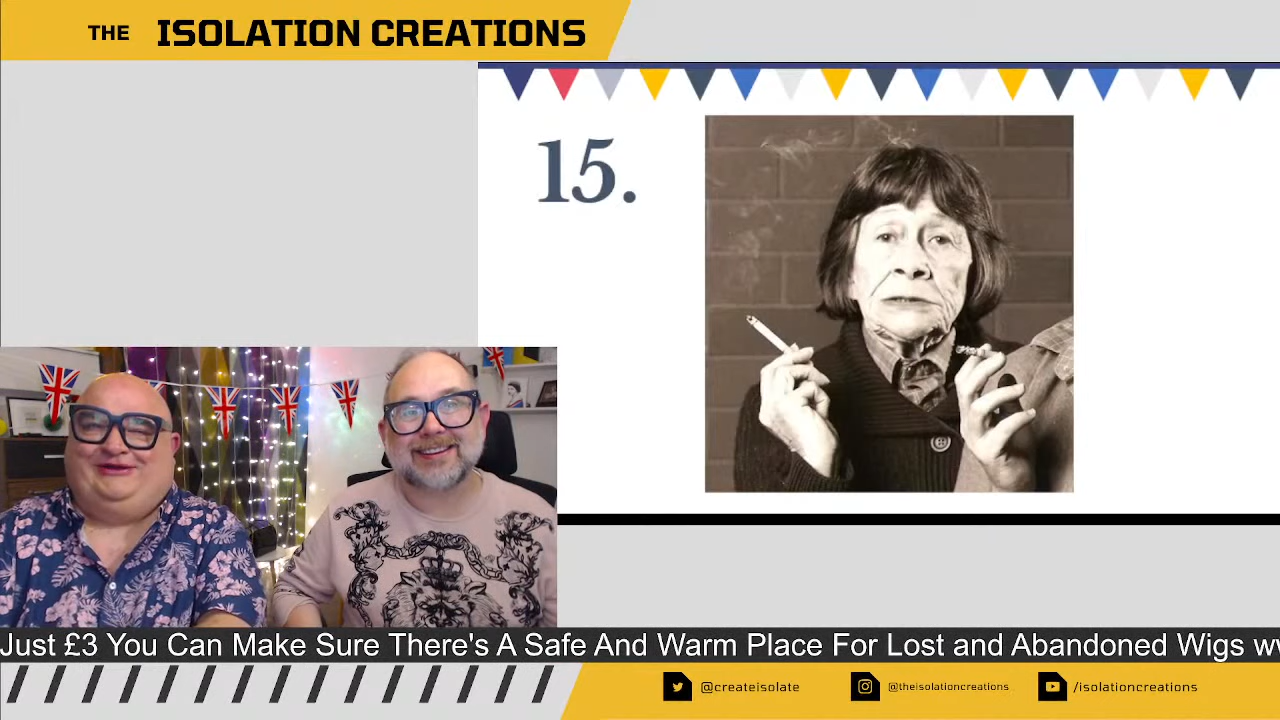 THE ISOLATION CREATIONS
15.
Just £3 You Can Make Sure There's A Safe And Warm Place For Lost and Abandoned Wigs
@createisolate @theisolationcreations /isolationcreations